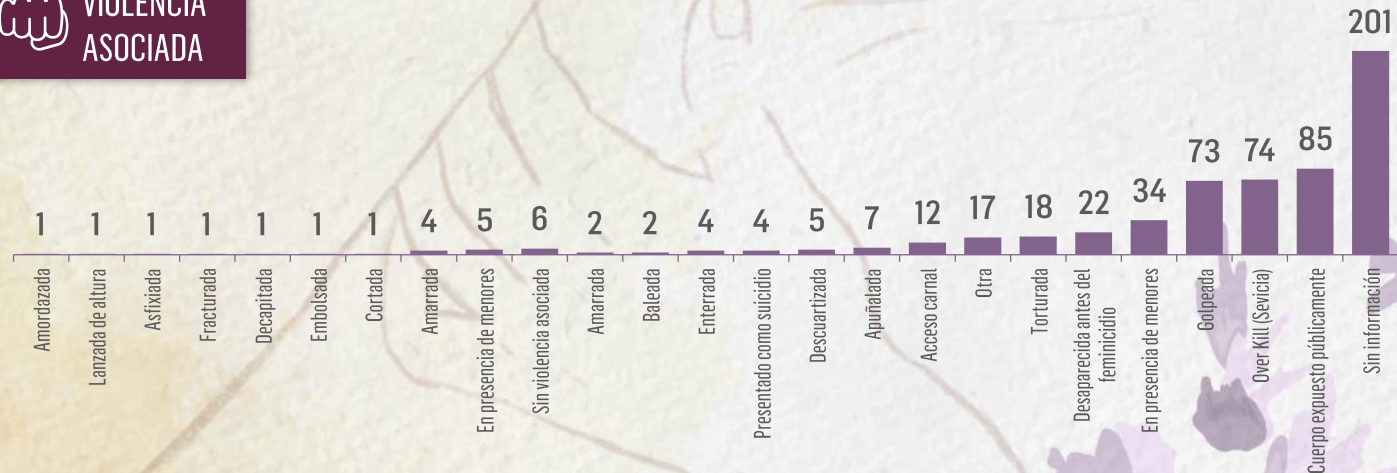 VIOLENCIA
ASOCIADA
1
1
1
1
1
1
1
4
5
6
2
2
4
4
5
7
12
17
18
22
34
73
74
85
201
Amordazada
Lanzada de altura
Asfixiada
Fracturada
Decapitada
Embolsada
Cortada
Amarrada
En presencia de menores
Sin violencia asociada
Amarrada
Baleada
Enterrada
Presentado como suicidio
Descuartizada
Apuñalada
Acceso carnal
Otra
Torturada
Desaparecida antes del
feminicidio
En presencia de menores
Golpeada
Over Kill (Sevicia)
Cuerpo expuesto públicamente
Sin información